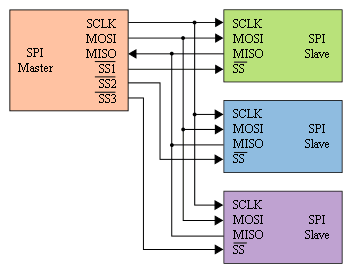 SCLK
MOSI
MISO
SS1
SS2
SS3
SPI
Master
SCLK
MOSI
MISO
SS
SPI
Slave
SCLK
MOSI
MISO
SS
SPI
Slave
SCLK
MOSI
MISO
SS
SPI
Slave